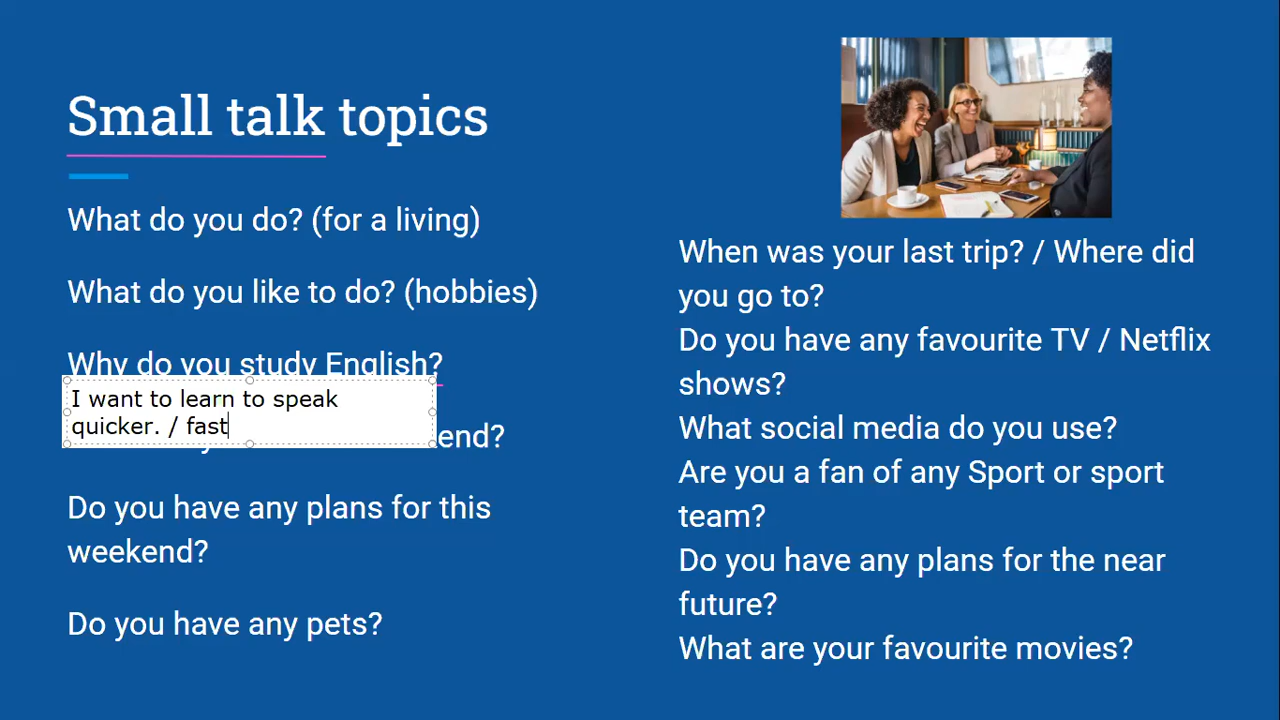 Small talk topics
What do you do? (for a living)
What do you like to do? (hobbies)
Why do you study English?
I want to learn to speak
quicker. / fast
end?
Do you have any plans for this
weekend?
Do you have any pets?
When was your last trip? / Where did
you go to?
Do you have any favourite TV / Netflix
shows?
What social media do you use?
Are you a fan of any Sport or sport
team?
Do you have any plans for the near
future?
What are your favourite movies?